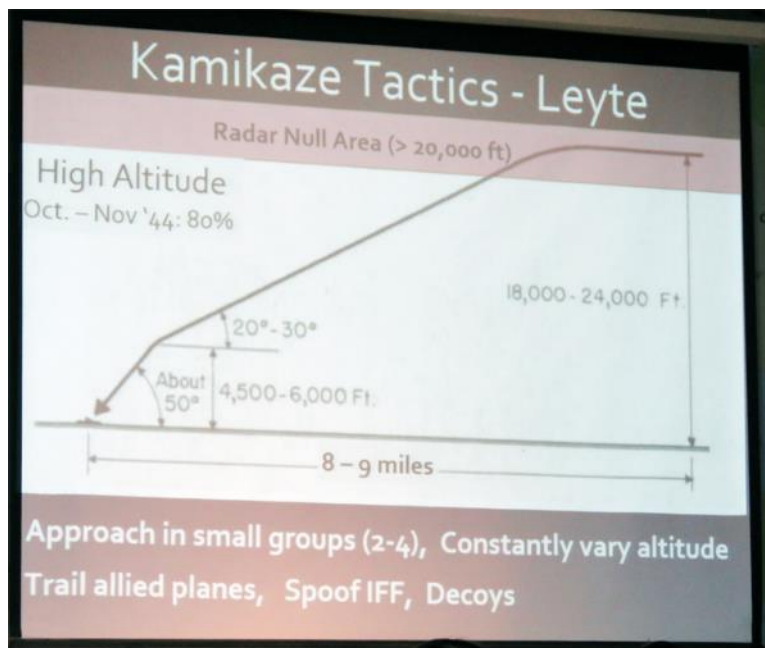 Kamikaze Tactics - Leyte
Radar Null Area (> 20,000 ft)
High Altitude
Oct. – Nov '44: 80%
18,000 - 24,000 Ft.
20° - 30°
About
50°
4,500-6,000 Ft.
8 – 9 miles
Approach in small groups (2-4), Constantly vary altitude
Trail allied planes, Spoof IFF, Decoys